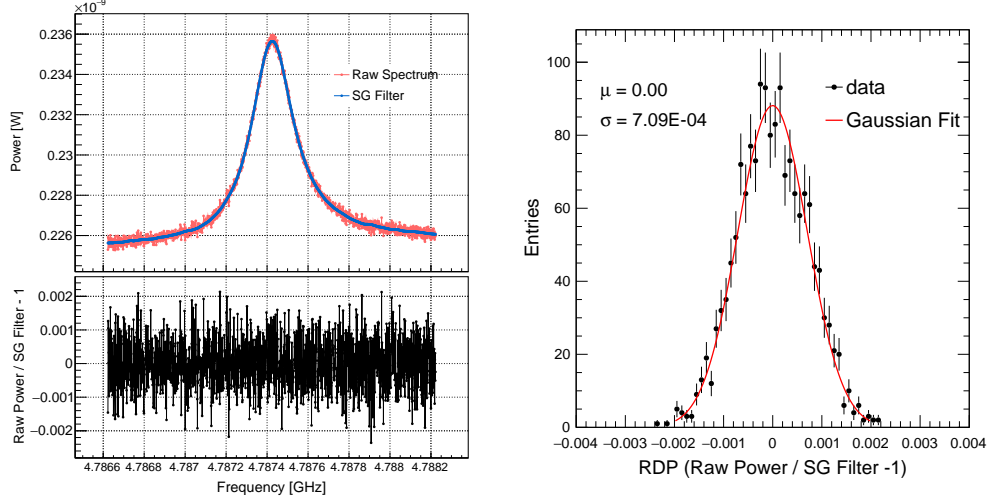 ×10⁻⁹
0.236
0.234
0.232
0.23
0.228
0.226
Power [W]
Raw Spectrum
SG Filter
0.002
0.001
0
−0.001
−0.002
Raw Power / SG Filter - 1
4.7866 4.7868 4.787 4.7872 4.7874 4.7876 4.7878 4.788 4.7882
Frequency [GHz]
100
80
60
40
20
0
Entries
μ = 0.00
σ = 7.09E-04
data
Gaussian Fit
−0.004 −0.003 −0.002 −0.001 0 0.001 0.002 0.003 0.004
RDP (Raw Power / SG Filter -1)